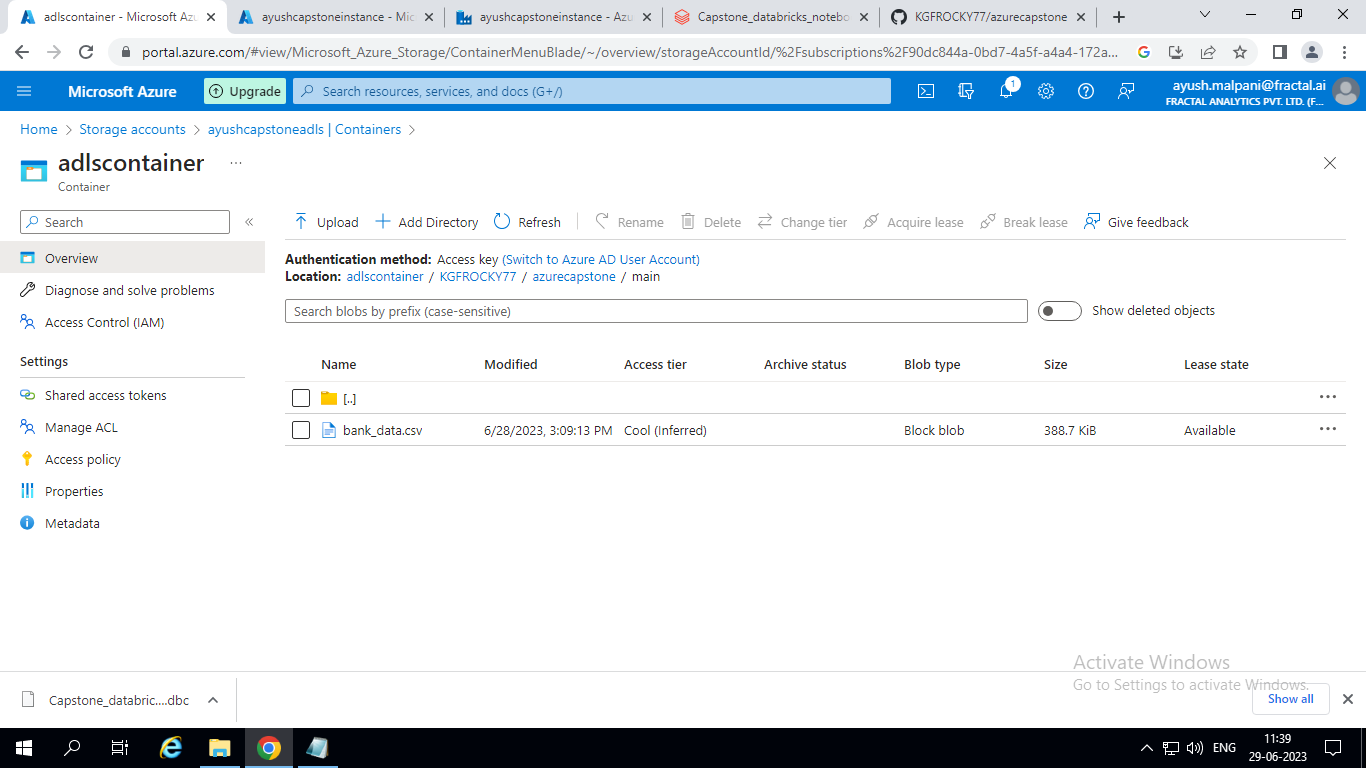 adlscontainer - Microsoft Az
ayushcapstoneinstance - Mic
ayushcapstoneinstance - Azu
Capstone_databricks_notebo
KGFROCKY77/azurecapstone
portal.azure.com/#view/Microsoft_Azure_Storage/ContainerMenuBlade/~/overview/storageAccountId/%2Fsubscriptions%2F90dc844a-0bd7-4a5f-a4a4-172a...
Microsoft Azure
Upgrade
Search resources, services, and docs (G+/)
1
ayush.malpani@fractal.ai
FRACTAL ANALYTICS PVT. LTD. (F...
Home > Storage accounts > ayushcapstoneadls | Containers >
adlscontainer ...
Container
Search
«
Upload
Add Directory
Refresh
Rename
Delete
Change tier
Acquire lease
Break lease
Give feedback
Overview
Diagnose and solve problems
Access Control (IAM)
Settings
Shared access tokens
Manage ACL
Access policy
Properties
Metadata
Authentication method: Access key (Switch to Azure AD User Account)
Location: adlscontainer / KGFROCKY77 / azurecapstone / main
Search blobs by prefix (case-sensitive)
Show deleted objects
Name Modified Access tier Archive status Blob type Size Lease state
[..]
bank_data.csv 6/28/2023, 3:09:13 PM Cool (Inferred) Block blob 388.7 KiB Available
Activate Windows
Go to Settings to activate Windows.
Capstone_databric....dbc
Show all
ENG
11:39
29-06-2023